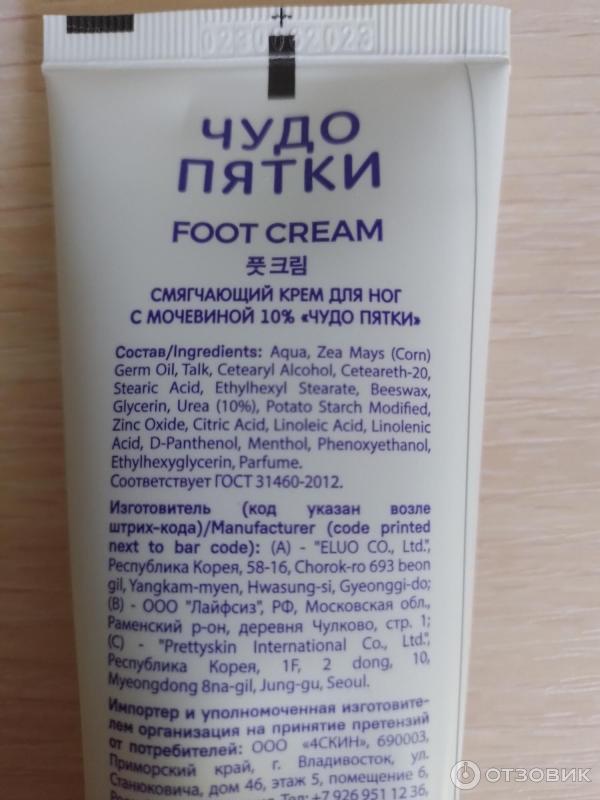 ЧУДО
ПЯТКИ
FOOT CREAM
풋 크림
СМЯГЧАЮЩИЙ КРЕМ ДЛЯ НОГ
С МОЧЕВИНОЙ 10% «ЧУДО ПЯТКИ»
Состав/Ingredients: Aqua, Zea Mays (Corn)
Germ Oil, Talk, Cetearyl Alcohol, Ceteareth-20,
Stearic Acid, Ethylhexyl Stearate, Beeswax,
Glycerin, Urea (10%), Potato Starch Modified,
Zinc Oxide, Citric Acid, Linoleic Acid, Linolenic
Acid, D-Panthenol, Menthol, Phenoxyethanol,
Ethylhexyglycerin, Parfume.
Соответствует ГОСТ 31460-2012.
Изготовитель (код указан возле
штрих-кода)/Manufacturer (code printed
next to bar code): (A) - "ELUO CO., Ltd.",
Республика Корея, 58-16, Chorok-ro 693 beon
gil, Yangkam-myen, Hwasung-si, Gyeonggi-do;
(B) - ООО "Лайфсиз", РФ, Московская обл.,
Раменский р-он, деревня Чулково, стр. 1;
(C) - "Prettyskin International Co., Ltd.",
Республика Корея, 1F, 2 dong, 10,
Myeongdong 8na-gil, Jung-gu, Seoul.
Импортер и уполномоченная изготовите-
лем организация на принятие претензий
от потребителей: ООО «4СКИН», 690003,
Приморский край, г. Владивосток, ул.
Станюковича, дом 46, этаж 5, помещение 6,
Тел: +7 926 951 12 36,
ОТЗОВИК